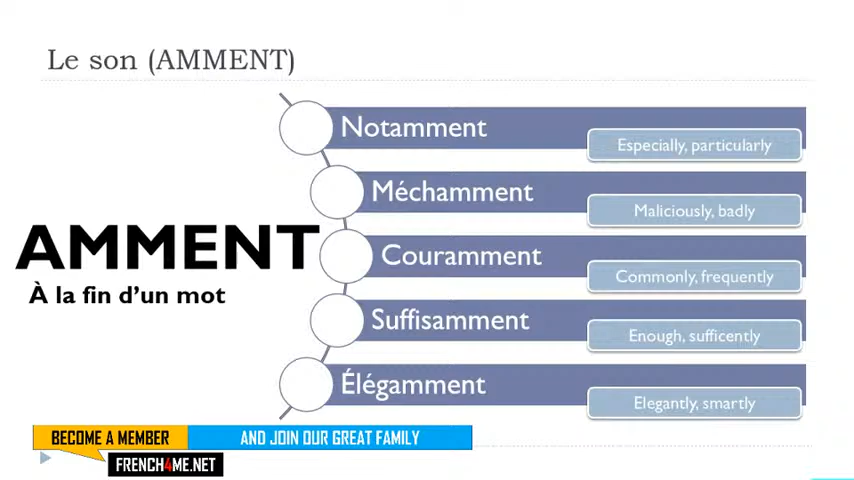 Le son (AMMENT)
Notamment
Especially, particularly
Méchamment
Maliciously, badly
AMMENT
À la fin d'un mot
Couramment
Commonly, frequently
Suffisamment
Enough, sufficently
Élégamment
Elegantly, smartly
BECOME A MEMBER
AND JOIN OUR GREAT FAMILY
FRENCH4ME.NET